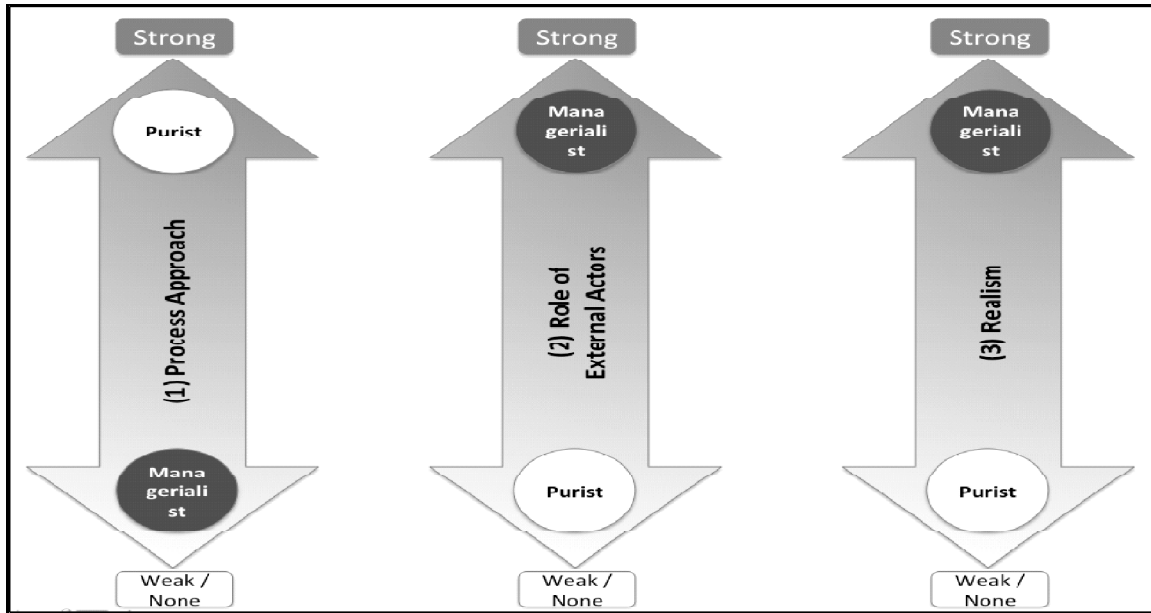 Strong
Purist
(1) Process Approach
Mana
geriali
st
Weak /
None
Strong
Mana
geriali
st
(2) Role of
External Actors
Purist
Weak /
None
Strong
Mana
geriali
st
(3) Realism
Purist
Weak /
None